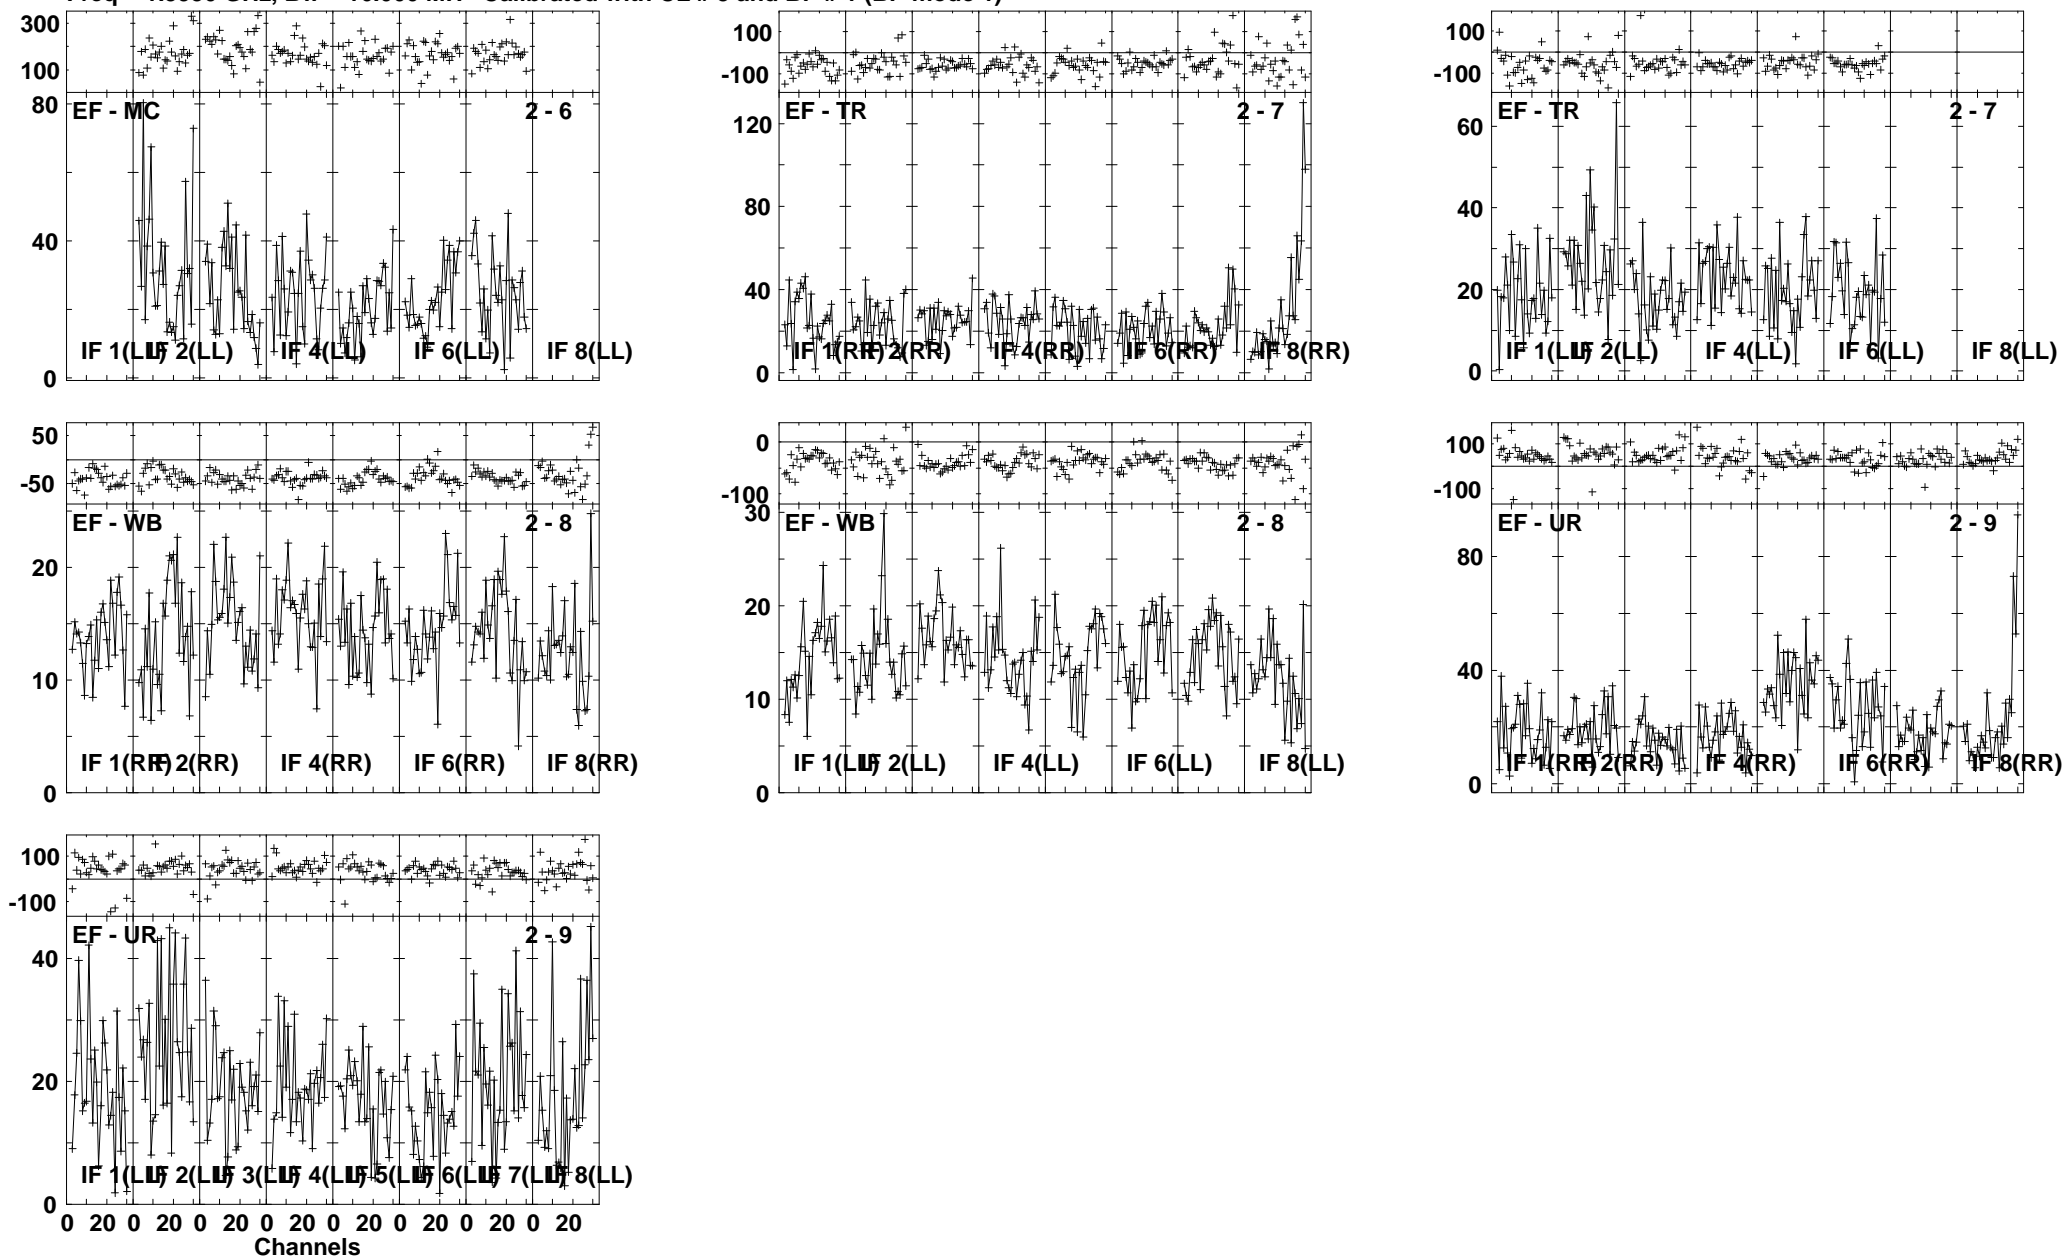 300
100
80
40
0
EF - MC
2 - 6
IF 1(LL) IF 2(LL) IF 4(LL) IF 6(LL) IF 8(LL)
100
-100
120
80
40
0
EF - TR
2 - 7
IF 1(RR) IF 2(RR) IF 4(RR) IF 6(RR) IF 8(RR)
100
-100
60
40
20
0
EF - TR
2 - 7
IF 1(LL) IF 2(LL) IF 4(LL) IF 6(LL) IF 8(LL)
50
-50
20
10
0
EF - WB
2 - 8
IF 1(RR) IF 2(RR) IF 4(RR) IF 6(RR) IF 8(RR)
0
-100
30
20
10
0
EF - WB
2 - 8
IF 1(LL) IF 2(LL) IF 4(LL) IF 6(LL) IF 8(LL)
100
-100
80
40
0
EF - UR
2 - 9
IF 1(RR) IF 2(RR) IF 4(RR) IF 6(RR) IF 8(RR)
100
-100
40
20
0
EF - UR
2 - 9
IF 1(LL) IF 2(LL) IF 3(LL) IF 4(LL) IF 5(LL) IF 6(LL) IF 7(LL) IF 8(LL)
0 20 0 20 0 20 0 20 0 20 0 20 0 20 0 20
Channels